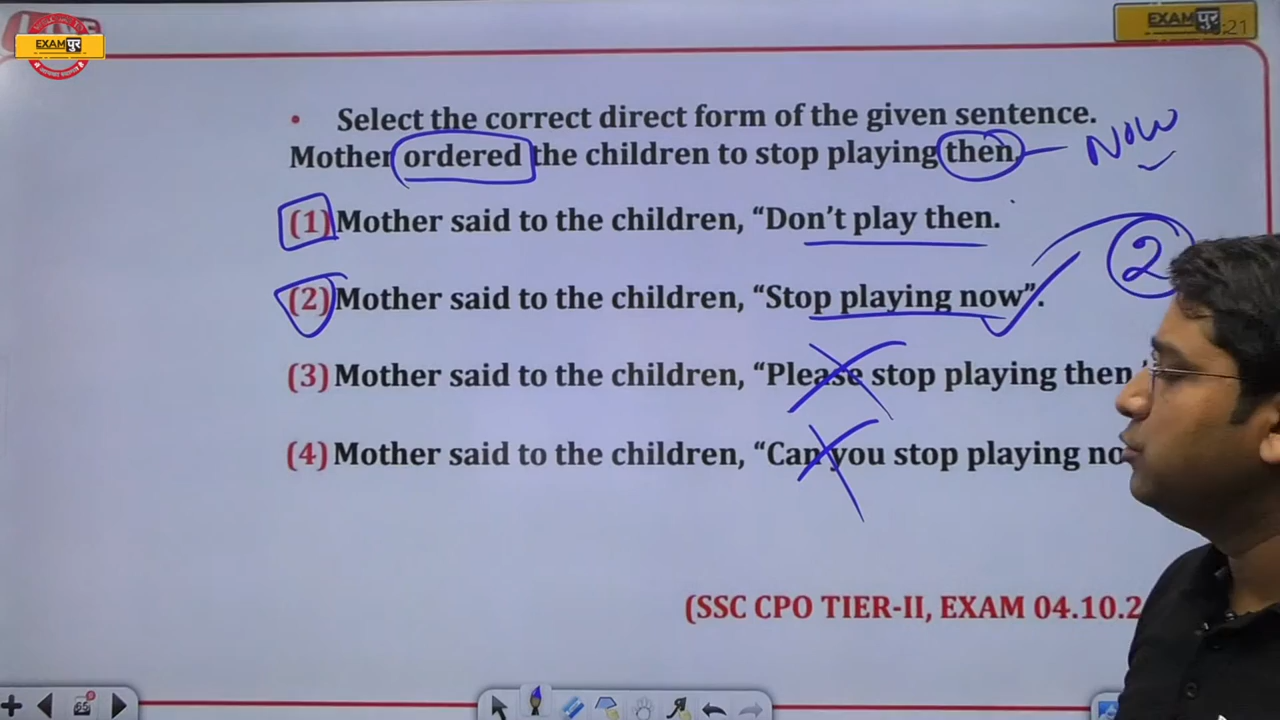 EXAMपुर
EXAMपुर
:21
• Select the correct direct form of the given sentence.
Mother ordered the children to stop playing then. Now
(1) Mother said to the children, “Don’t play then.
(2) Mother said to the children, “Stop playing now”. 2
(3) Mother said to the children, “Please stop playing then
(4) Mother said to the children, “Can you stop playing no
(SSC CPO TIER-II, EXAM 04.10.2
65